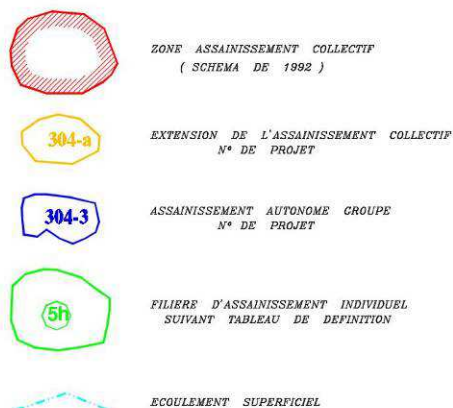 ZONE ASSAINISSEMENT COLLECTIF
( SCHEMA DE 1992 )
304-a
EXTENSION DE L'ASSAINISSEMENT COLLECTIF
N° DE PROJET
304-3
ASSAINISSEMENT AUTONOME GROUPE
N° DE PROJET
5h
FILIERE D'ASSAINISSEMENT INDIVIDUEL
SUIVANT TABLEAU DE DEFINITION
ECOULEMENT SUPERFICIEL